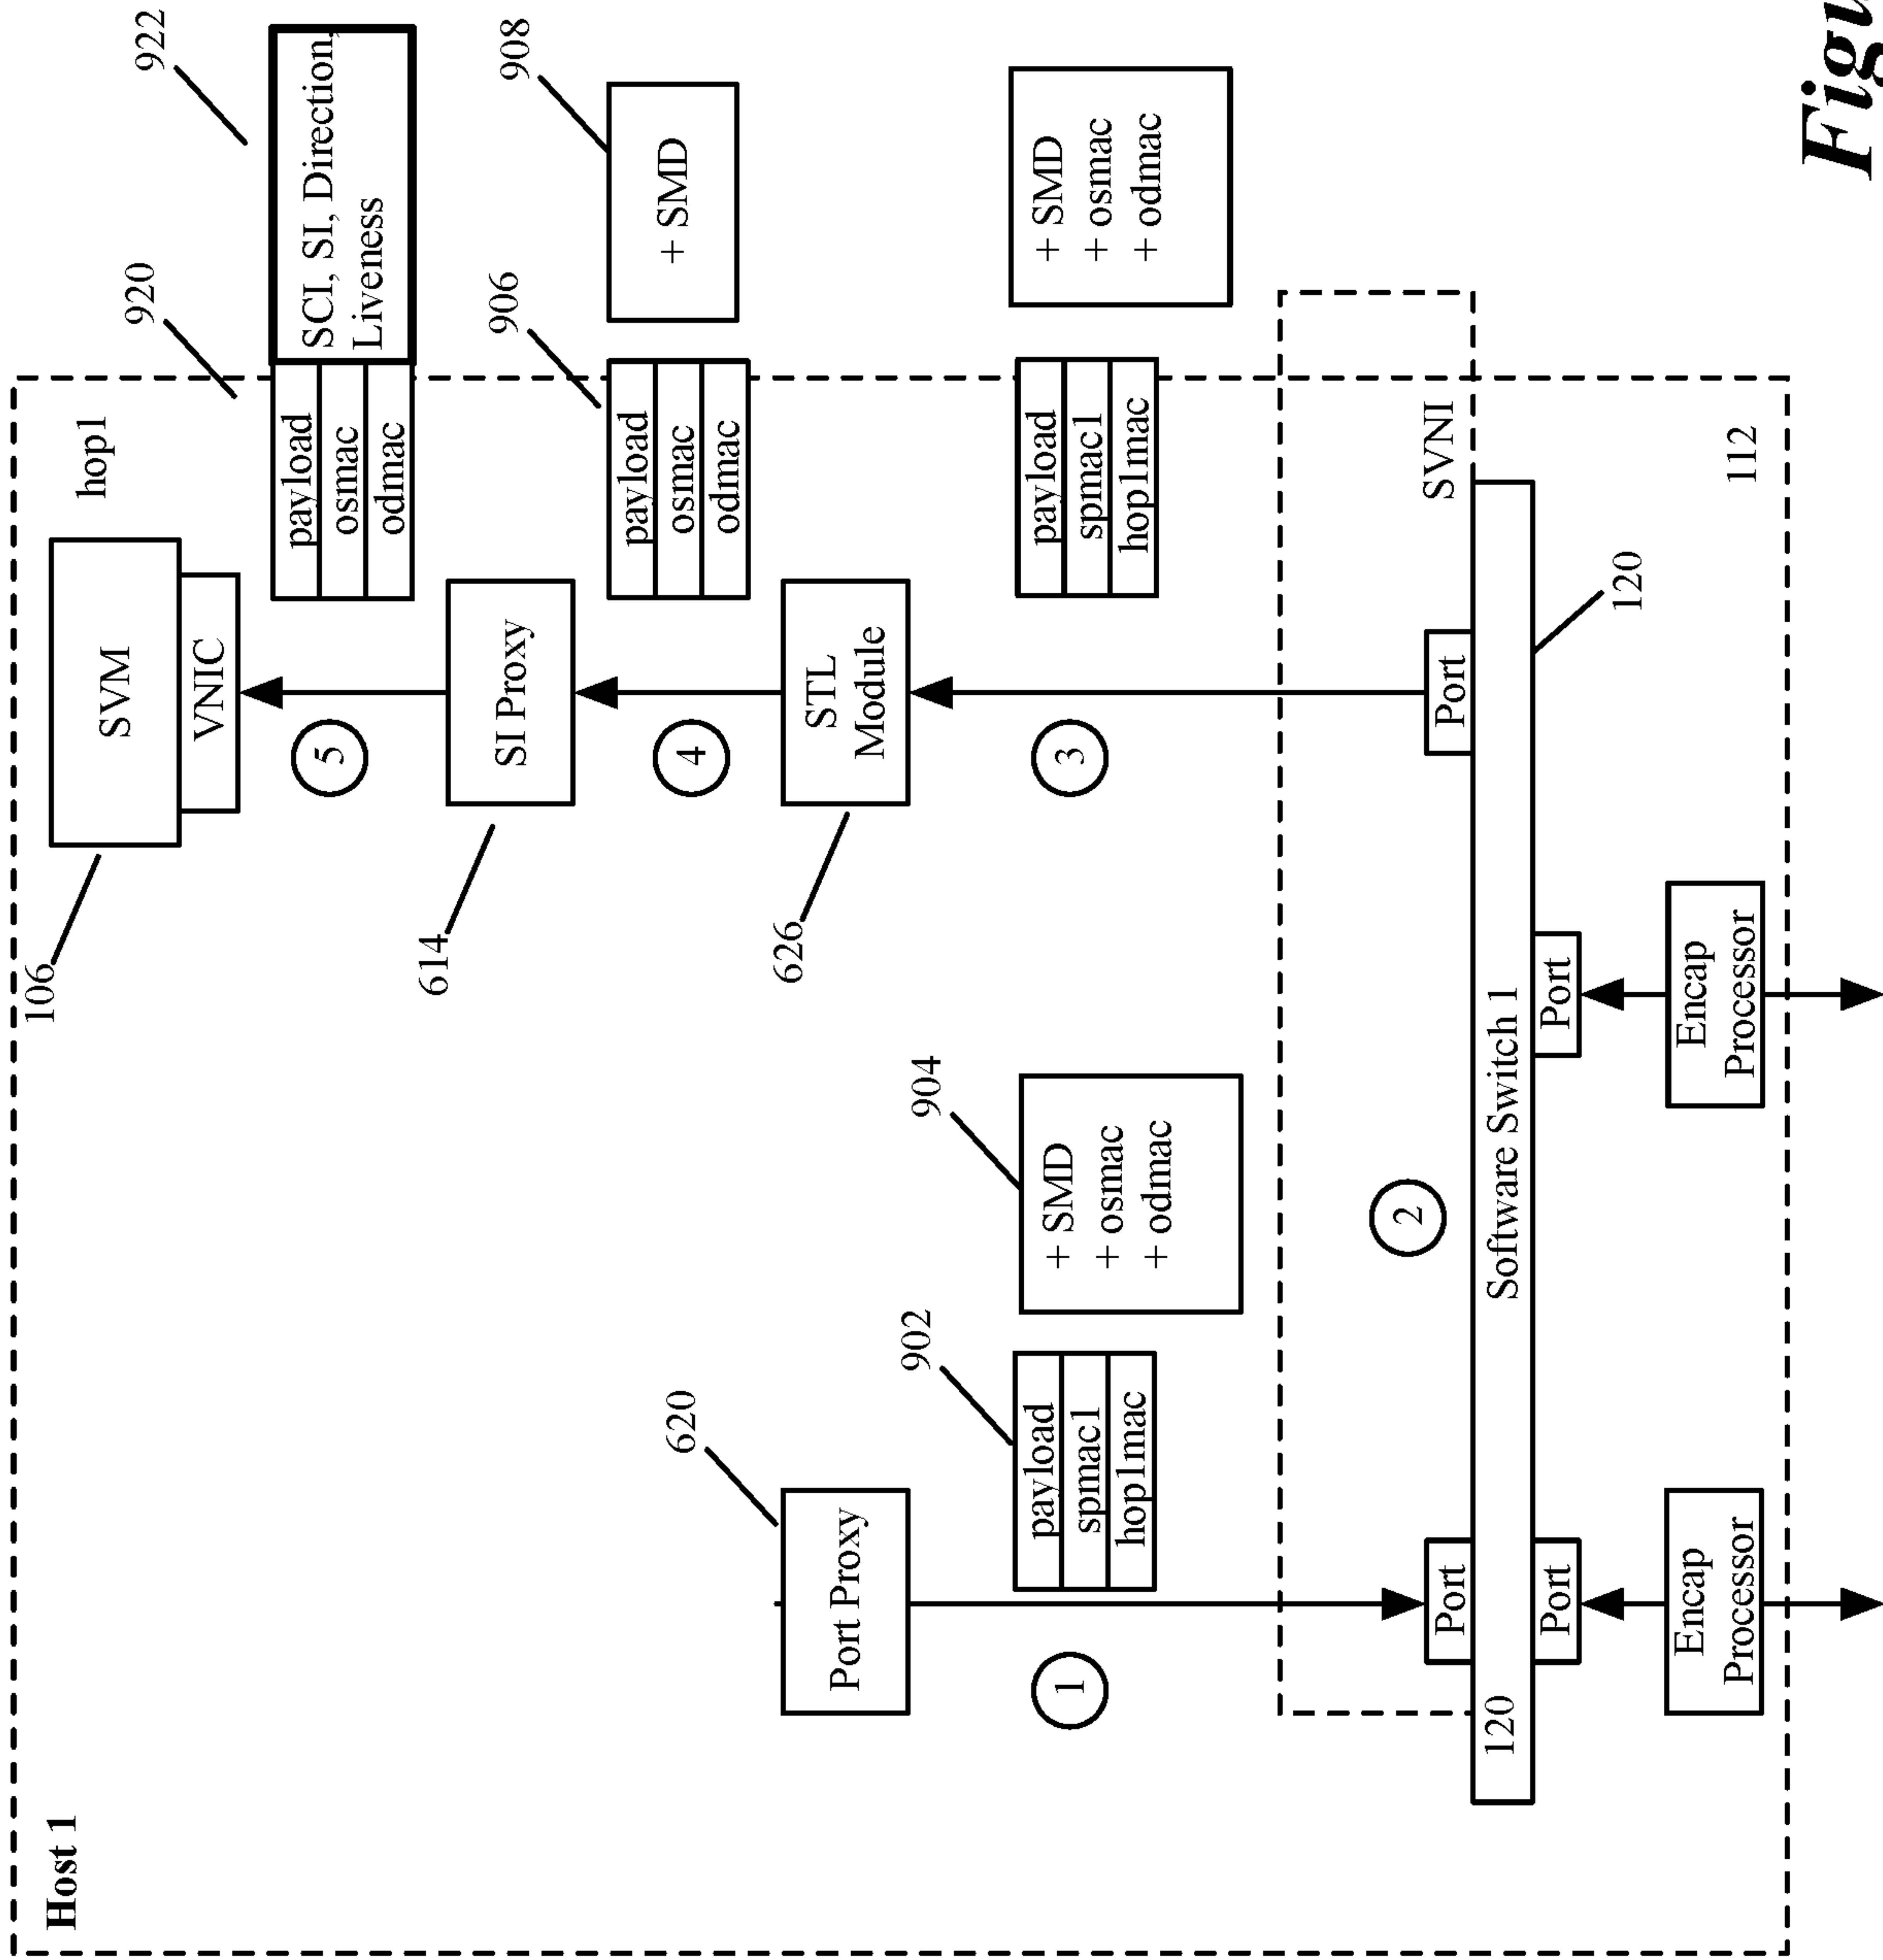 Host 1
106
SVM
VNIC
hop1
920
922
5
payload
osmac
odmac
SCI, SI, Direction,
Liveness
614
SI Proxy
906
908
4
payload
osmac
odmac
+ SMD
620
Port Proxy
626
STL
Module
902
904
1
payload
spmac1
hop1mac
+ SMD
+ osmac
+ odmac
3
payload
spmac1
hop1mac
+ SMD
+ osmac
+ odmac
2
SVNI
Port
Port
120
Software Switch 1
Port
Port
120
Encap
Processor
Encap
Processor
112